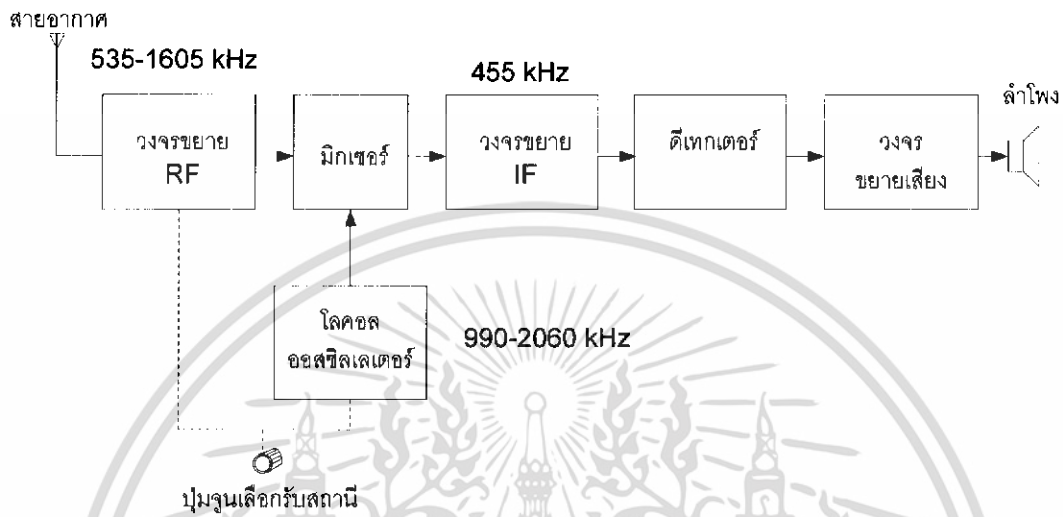 สายอากาศ
535-1605 kHz
455 kHz
ลำโพง
วงจรขยาย
RF
มิกเซอร์
วงจรขยาย
IF
ดีเทกเตอร์
วงจร
ขยายเสียง
โลคอล
ออสซิลเลเตอร์
990-2060 kHz
ปุ่มจูนเลือกรับสถานี